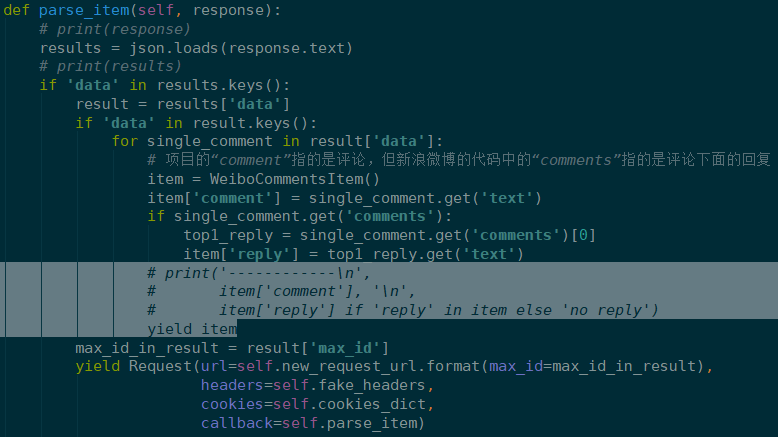 def parse_item(self, response):
    # print(response)
    results = json.loads(response.text)
    # print(results)
    if 'data' in results.keys():
        result = results['data']
        if 'data' in result.keys():
            for single_comment in result['data']:
                # 项目的“comment”指的是评论，但新浪微博的代码中的“comments”指的是评论下面的回复
                item = WeiboCommentsItem()
                item['comment'] = single_comment.get('text')
                if single_comment.get('comments'):
                    top1_reply = single_comment.get('comments')[0]
                    item['reply'] = top1_reply.get('text')
                # print('------------\n',
                #       item['comment'], '\n',
                #       item['reply'] if 'reply' in item else 'no reply')
                yield item
        max_id_in_result = result['max_id']
        yield Request(url=self.new_request_url.format(max_id=max_id_in_result),
                      headers=self.fake_headers,
                      cookies=self.cookies_dict,
                      callback=self.parse_item)